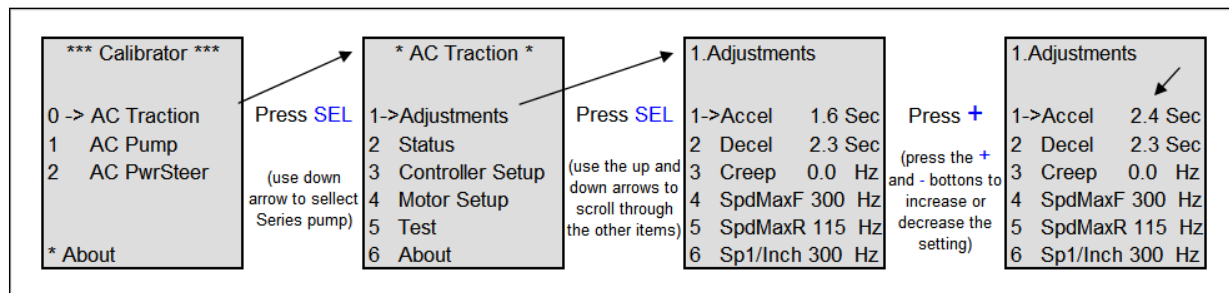 *** Calibrator ***
0 -> AC Traction
1 AC Pump
2 AC PwrSteer
* About
Press SEL
(use down
arrow to sellect
Series pump)
* AC Traction *
1->Adjustments
2 Status
3 Controller Setup
4 Motor Setup
5 Test
6 About
Press SEL
(use the up and
down arrows to
scroll through
the other items)
1.Adjustments
1->Accel 1.6 Sec
2 Decel 2.3 Sec
3 Creep 0.0 Hz
4 SpdMaxF 300 Hz
5 SpdMaxR 115 Hz
6 Sp1/Inch 300 Hz
Press +
(press the +
and - bottons to
increase or
decrease the
setting)
1.Adjustments
1->Accel 2.4 Sec
2 Decel 2.3 Sec
3 Creep 0.0 Hz
4 SpdMaxF 300 Hz
5 SpdMaxR 115 Hz
6 Sp1/Inch 300 Hz